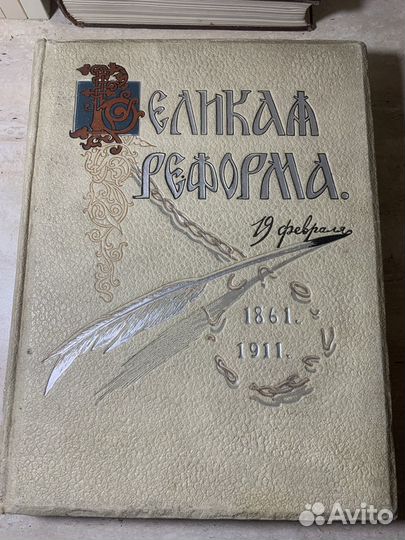 ВЕЛИКАЯ
РЕФОРМА.
19 февраля
1861.
1911.
Avito